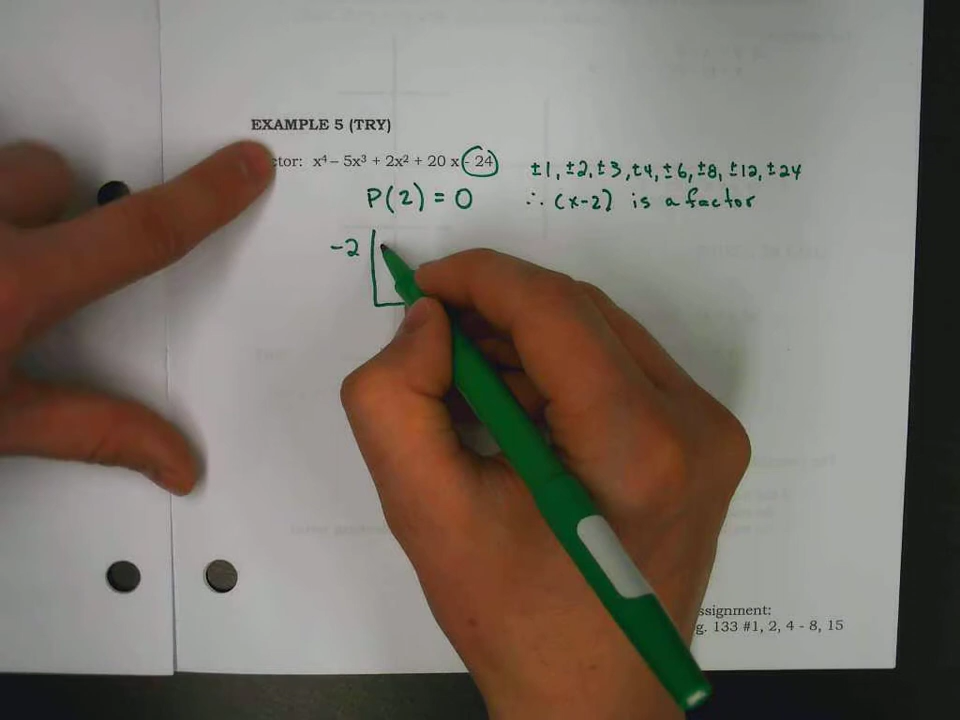 EXAMPLE 5 (TRY)
ctor: x⁴ – 5x³ + 2x² + 20 x - 24
±1, ±2, ±3, ±4, ±6, ±8, ±12, ±24
P(2) = 0
∴ (x-2) is a factor
-2
ssignment:
g. 133 #1, 2, 4 - 8, 15